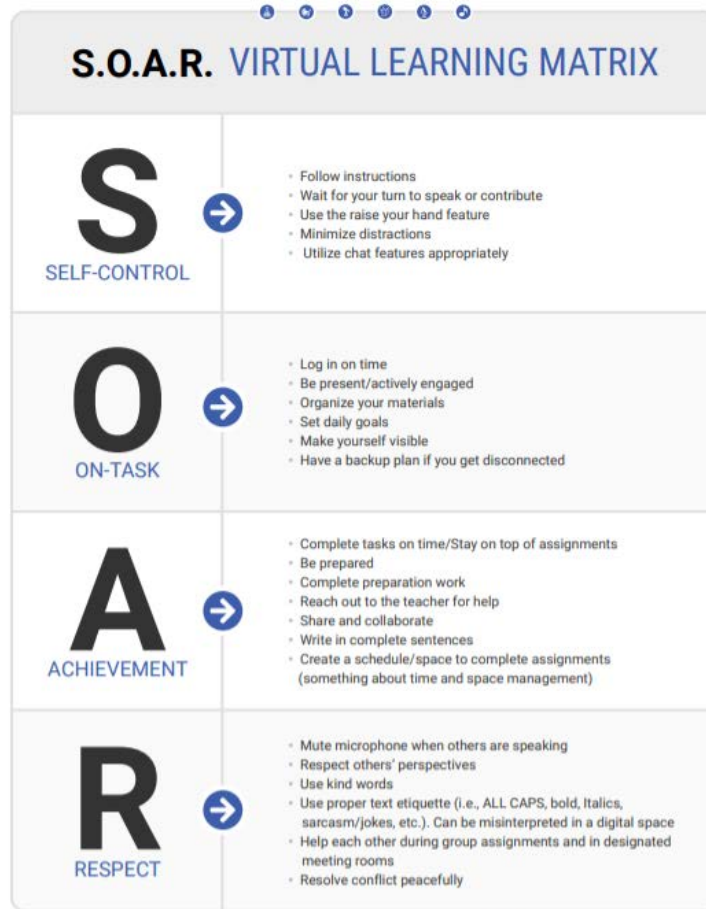 S.O.A.R. VIRTUAL LEARNING MATRIX
S
SELF-CONTROL
• Follow instructions
• Wait for your turn to speak or contribute
• Use the raise your hand feature
• Minimize distractions
• Utilize chat features appropriately
O
ON-TASK
• Log in on time
• Be present/actively engaged
• Organize your materials
• Set daily goals
• Make yourself visible
• Have a backup plan if you get disconnected
A
ACHIEVEMENT
• Complete tasks on time/Stay on top of assignments
• Be prepared
• Complete preparation work
• Reach out to the teacher for help
• Share and collaborate
• Write in complete sentences
• Create a schedule/space to complete assignments
(something about time and space management)
R
RESPECT
• Mute microphone when others are speaking
• Respect others' perspectives
• Use kind words
• Use proper text etiquette (i.e., ALL CAPS, bold, Italics,
sarcasm/jokes, etc.). Can be misinterpreted in a digital space
• Help each other during group assignments and in designated
meeting rooms
• Resolve conflict peacefully